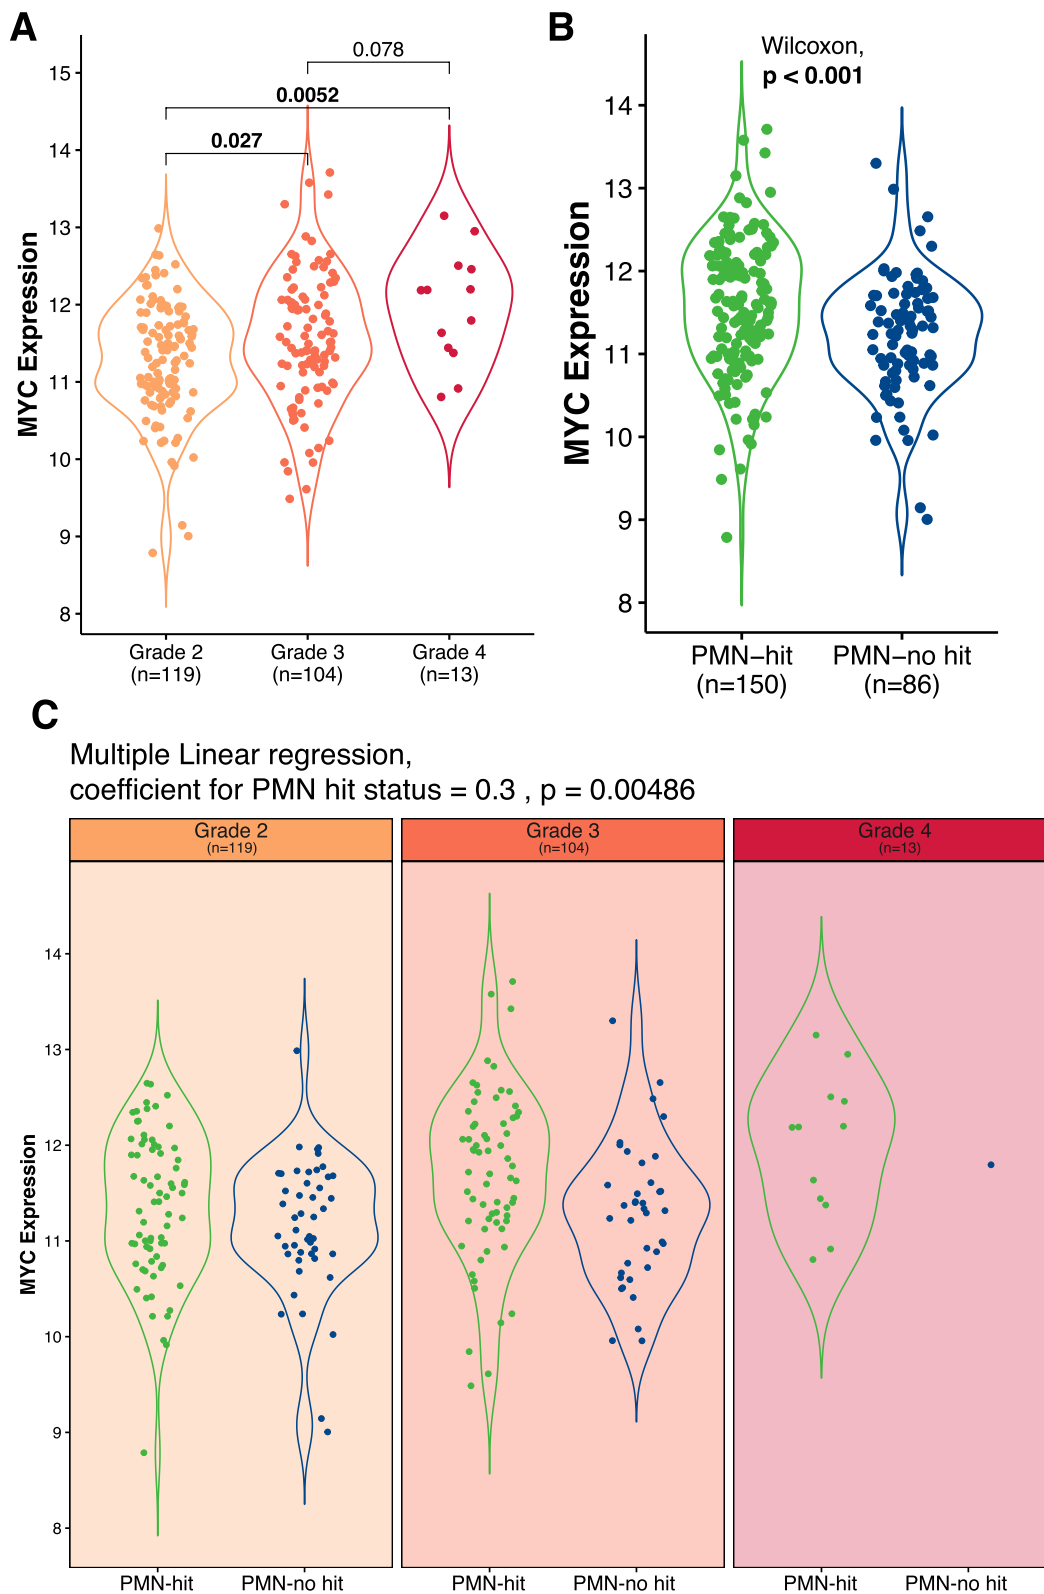 A
B
0.078
0.0052
0.027
15
14
13
12
11
10
9
8
MYC Expression
Grade 2
(n=119)
Grade 3
(n=104)
Grade 4
(n=13)
Wilcoxon,
p < 0.001
14
13
12
11
10
9
8
MYC Expression
PMN−hit
(n=150)
PMN−no hit
(n=86)
C
Multiple Linear regression,
coefficient for PMN hit status = 0.3 , p = 0.00486
Grade 2
(n=119)
Grade 3
(n=104)
Grade 4
(n=13)
14
13
12
11
10
9
8
MYC Expression
PMN-hit
PMN-no hit
PMN-hit
PMN-no hit
PMN-hit
PMN-no hit